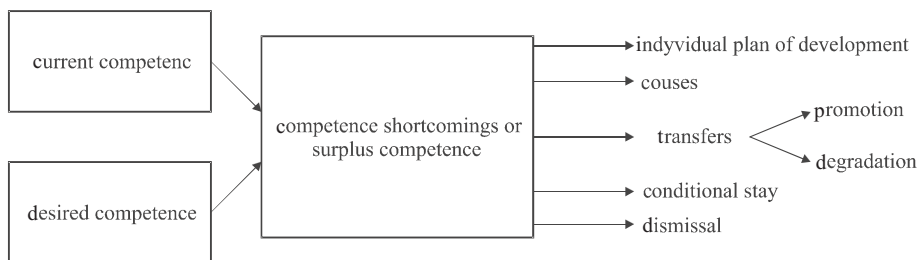 current competenc
desired competence
competence shortcomings or
surplus competence
indyvidual plan of development
couses
transfers
promotion
degradation
conditional stay
dismissal